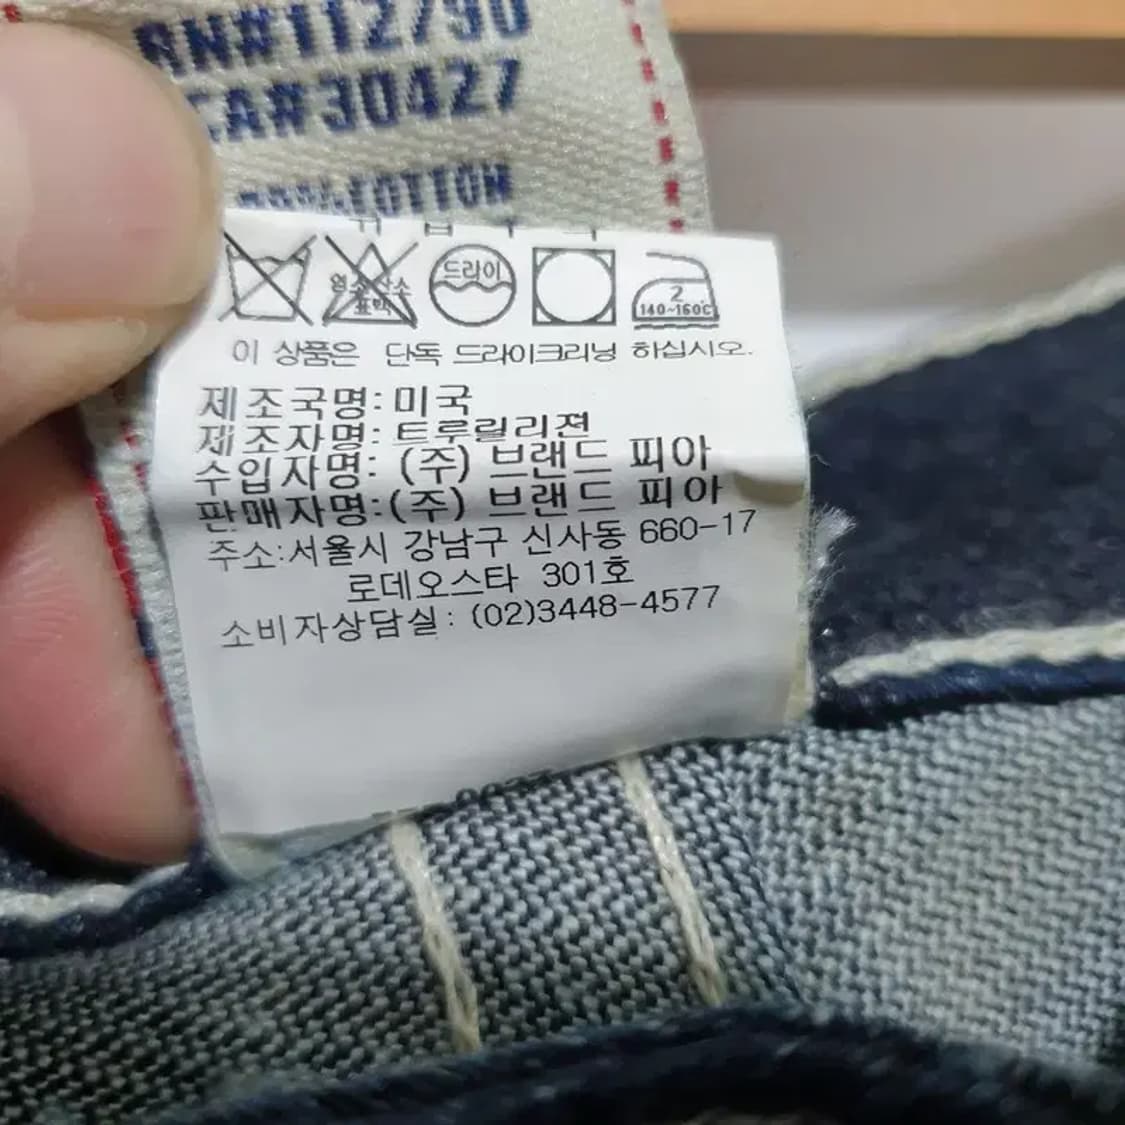 RN#112790
CA#30427
COTTON
염소,산소
표백
드라이
2
140~160℃
이 상품은 단독 드라이크리닝 하십시오.
제조국명: 미국
제조자명: 트루릴리젼
수입자명: (주) 브랜드 피아
판매자명:(주) 브랜드 피아
주소:서울시 강남구 신사동 660-17
로데오스타 301호
소비자상담실: (02)3448-4577